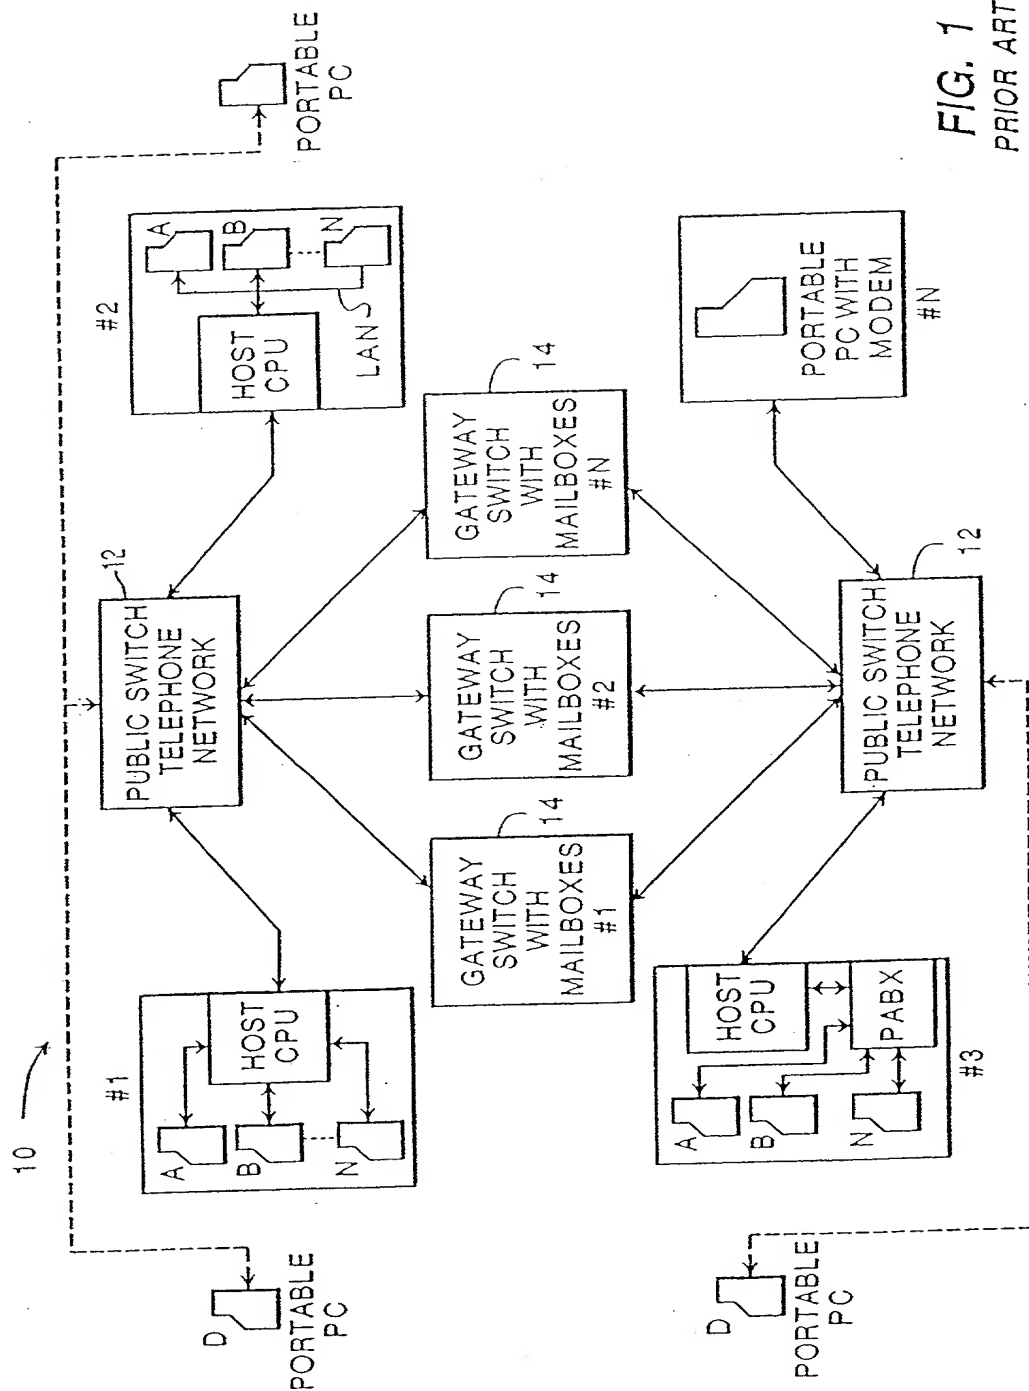 10
PORTABLE
PC
D
PORTABLE
PC
#1
A
B
N
HOST
CPU
PUBLIC SWITCH
TELEPHONE
NETWORK
12
#2
HOST
CPU
A
B
N
LAN
GATEWAY
SWITCH
WITH
MAILBOXES
#1
14
GATEWAY
SWITCH
WITH
MAILBOXES
#2
14
GATEWAY
SWITCH
WITH
MAILBOXES
#N
14
D
PORTABLE
PC
A
B
N
HOST
CPU
PABX
#3
PUBLIC SWITCH
TELEPHONE
NETWORK
12
PORTABLE
PC WITH
MODEM
#N
FIG. 1
PRIOR ART